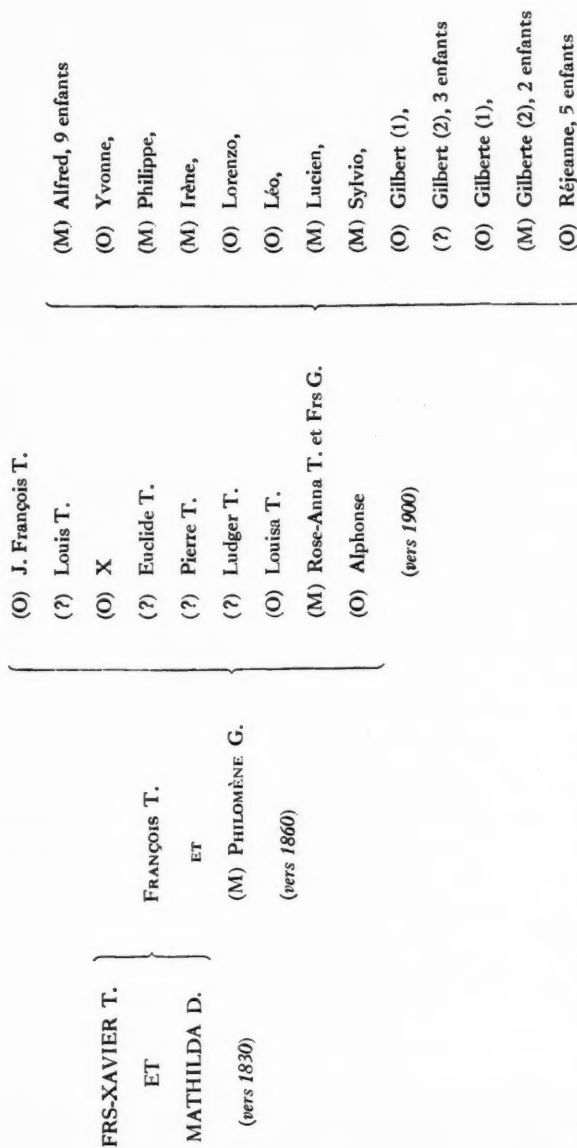 FRS-XAVIER T.
ET
MATHILDA D.
(vers 1830)
FRANÇOIS T.
ET
(M) PHILOMÈNE G.
(vers 1860)
(O) J. François T.
(?) Louis T.
(O) X
(?) Euclide T.
(?) Pierre T.
(?) Ludger T.
(O) Louisa T.
(M) Rose-Anna T. et Frs G.
(O) Alphonse
(vers 1900)
(M) Alfred, 9 enfants
(O) Yvonne,
(M) Philippe,
(M) Irène,
(O) Lorenzo,
(O) Léo,
(M) Lucien,
(M) Sylvio,
(O) Gilbert (1),
(?) Gilbert (2), 3 enfants
(O) Gilberte (1),
(M) Gilberte (2), 2 enfants
(O) Réjeanne, 5 enfants